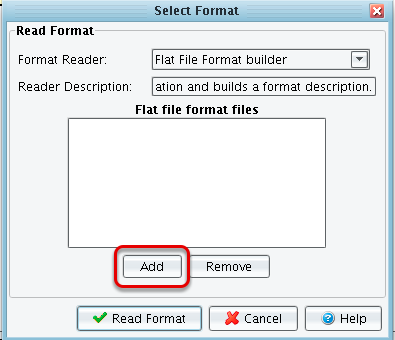 Select Format
Read Format
Format Reader: Flat File Format builder
Reader Description: ation and builds a format description.
Flat file format files
Add Remove
Read Format Cancel Help